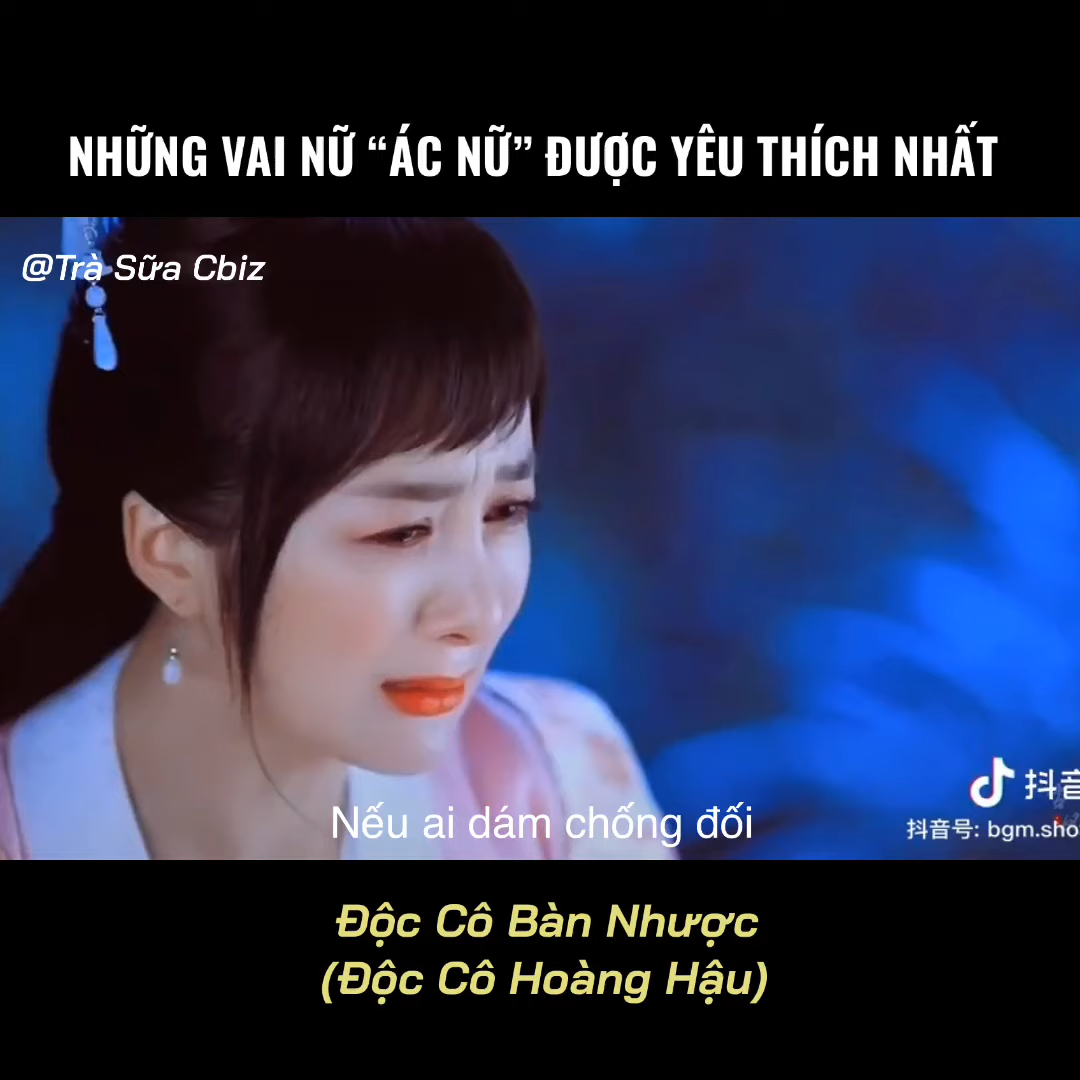 NHỮNG VAI NỮ “ÁC NỮ” ĐƯỢC YÊU THÍCH NHẤT
@Trà Sữa Cbiz
抖音
抖音号: bgm.sho
Nếu ai dám chống đối
Độc Cô Bàn Nhược
(Độc Cô Hoàng Hậu)